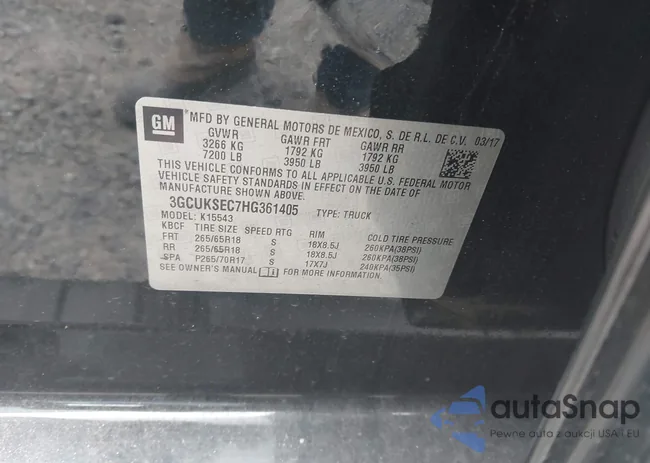 GM
®MFD BY GENERAL MOTORS DE MEXICO, S. DE R.L. DE C.V. 03/17
GVWR GAWR FRT GAWR RR
3266 KG 1792 KG 1792 KG
7200 LB 3950 LB 3950 LB
THIS VEHICLE CONFORMS TO ALL APPLICABLE U.S. FEDERAL MOTOR
VEHICLE SAFETY STANDARDS IN EFFECT ON THE DATE OF
MANUFACTURE SHOWN ABOVE.
3GCUKSEC7HG361405 TYPE: TRUCK
MODEL: K15543
KBCF TIRE SIZE SPEED RTG RIM COLD TIRE PRESSURE
FRT 265/65R18 S 18X8.5J 260KPA(38PSI)
RR 265/65R18 S 18X8.5J 260KPA(38PSI)
SPA P265/70R17 S 17X7J 240KPA(35PSI)
SEE OWNER'S MANUAL FOR MORE INFORMATION.
autaSnap
Pewne auta z aukcji USA i EU